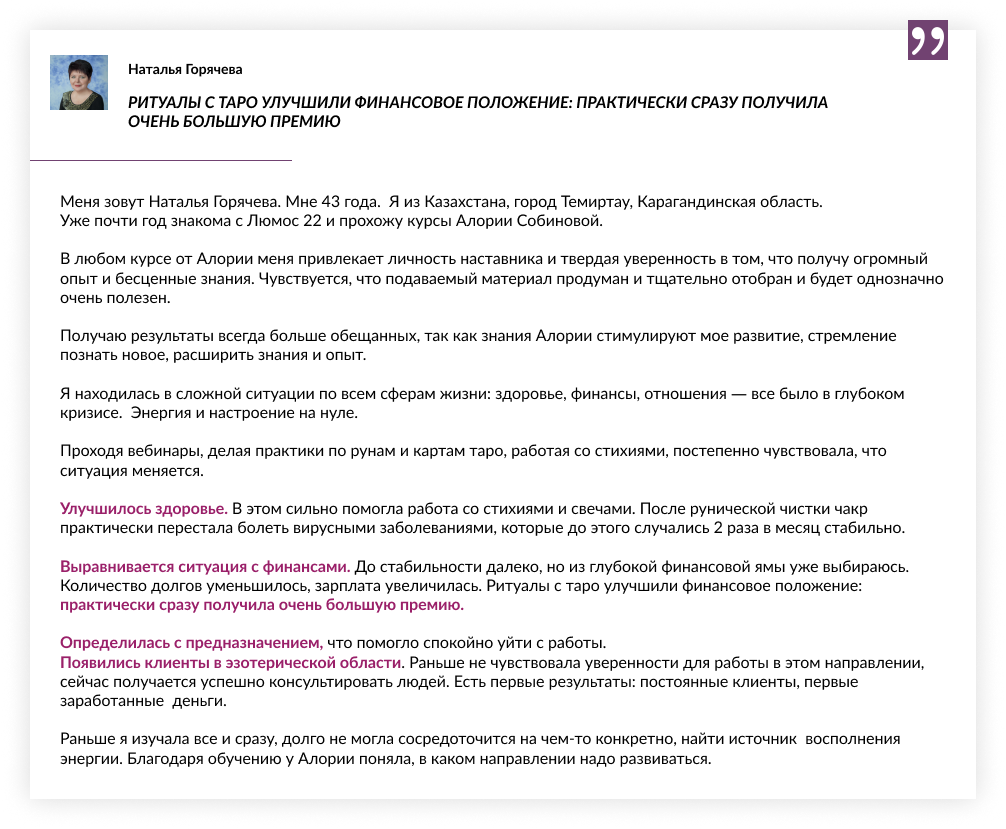 Наталья Горячева
РИТУАЛЫ С ТАРО УЛУЧШИЛИ ФИНАНСОВОЕ ПОЛОЖЕНИЕ: ПРАКТИЧЕСКИ СРАЗУ ПОЛУЧИЛА
ОЧЕНЬ БОЛЬШУЮ ПРЕМИЮ
Меня зовут Наталья Горячева. Мне 43 года.  Я из Казахстана, город Темиртау, Карагандинская область.
Уже почти год знакома с Люмос 22 и прохожу курсы Алории Собиновой.
В любом курсе от Алории меня привлекает личность наставника и твердая уверенность в том, что получу огромный
опыт и бесценные знания. Чувствуется, что подаваемый материал продуман и тщательно отобран и будет однозначно
очень полезен.
Получаю результаты всегда больше обещанных, так как знания Алории стимулируют мое развитие, стремление
познать новое, расширить знания и опыт.
Я находилась в сложной ситуации по всем сферам жизни: здоровье, финансы, отношения — все было в глубоком
кризисе.  Энергия и настроение на нуле.
Проходя вебинары, делая практики по рунам и картам таро, работая со стихиями, постепенно чувствовала, что
ситуация меняется.
Улучшилось здоровье. В этом сильно помогла работа со стихиями и свечами. После рунической чистки чакр
практически перестала болеть вирусными заболеваниями, которые до этого случались 2 раза в месяц стабильно.
Выравнивается ситуация с финансами. До стабильности далеко, но из глубокой финансовой ямы уже выбираюсь.
Количество долгов уменьшилось, зарплата увеличилась. Ритуалы с таро улучшили финансовое положение:
практически сразу получила очень большую премию.
Определилась с предназначением, что помогло спокойно уйти с работы.
Появились клиенты в эзотерической области. Раньше не чувствовала уверенности для работы в этом направлении,
сейчас получается успешно консультировать людей. Есть первые результаты: постоянные клиенты, первые
заработанные  деньги.
Раньше я изучала все и сразу, долго не могла сосредоточится на чем-то конкретно, найти источник  восполнения
энергии. Благодаря обучению у Алории поняла, в каком направлении надо развиваться.